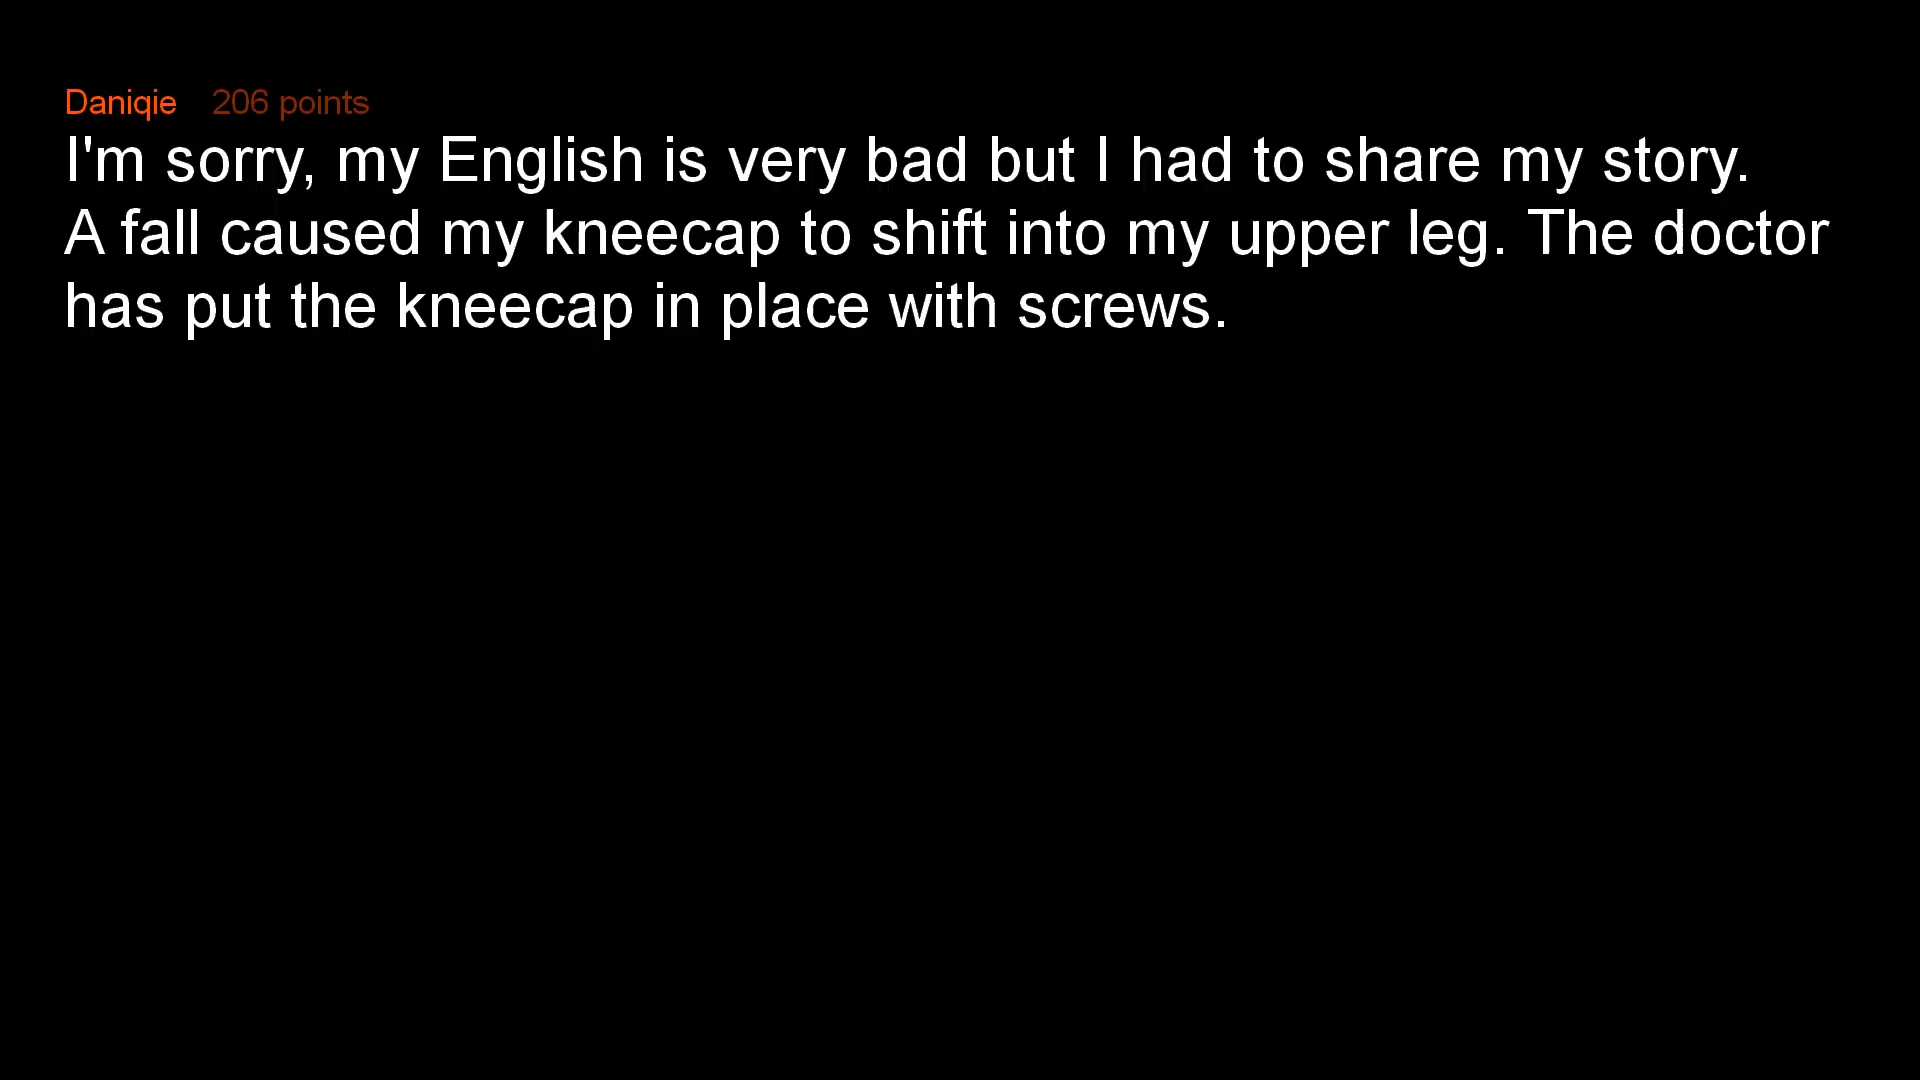 Daniqie 206 points
I'm sorry, my English is very bad but I had to share my story.
A fall caused my kneecap to shift into my upper leg. The doctor
has put the kneecap in place with screws.